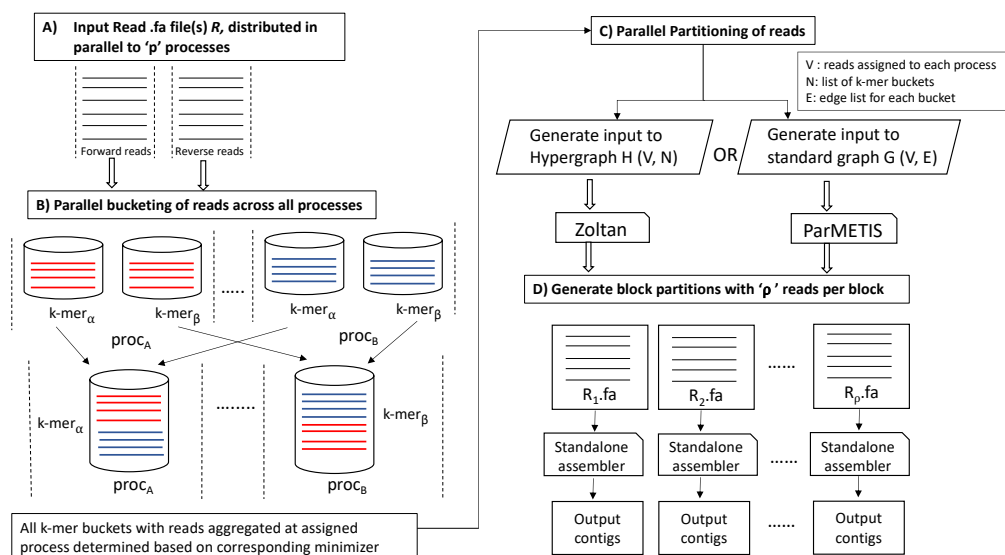 A) Input Read .fa file(s) R, distributed in
parallel to ‘p’ processes
Forward reads
Reverse reads
B) Parallel bucketing of reads across all processes
.....
k-merα
k-merβ
k-merα
k-merβ
procA
procB
k-merα
........
k-merβ
procA
procB
All k-mer buckets with reads aggregated at assigned
process determined based on corresponding minimizer
C) Parallel Partitioning of reads
V : reads assigned to each process
N: list of k-mer buckets
E: edge list for each bucket
Generate input to
Hypergraph H (V, N)
OR
Generate input to
standard graph G (V, E)
Zoltan
ParMETIS
D) Generate block partitions with ‘ρ’ reads per block
R1.fa
R2.fa
......
Rρ.fa
Standalone
assembler
Standalone
assembler
......
Standalone
assembler
Output
contigs
Output
contigs
......
Output
contigs